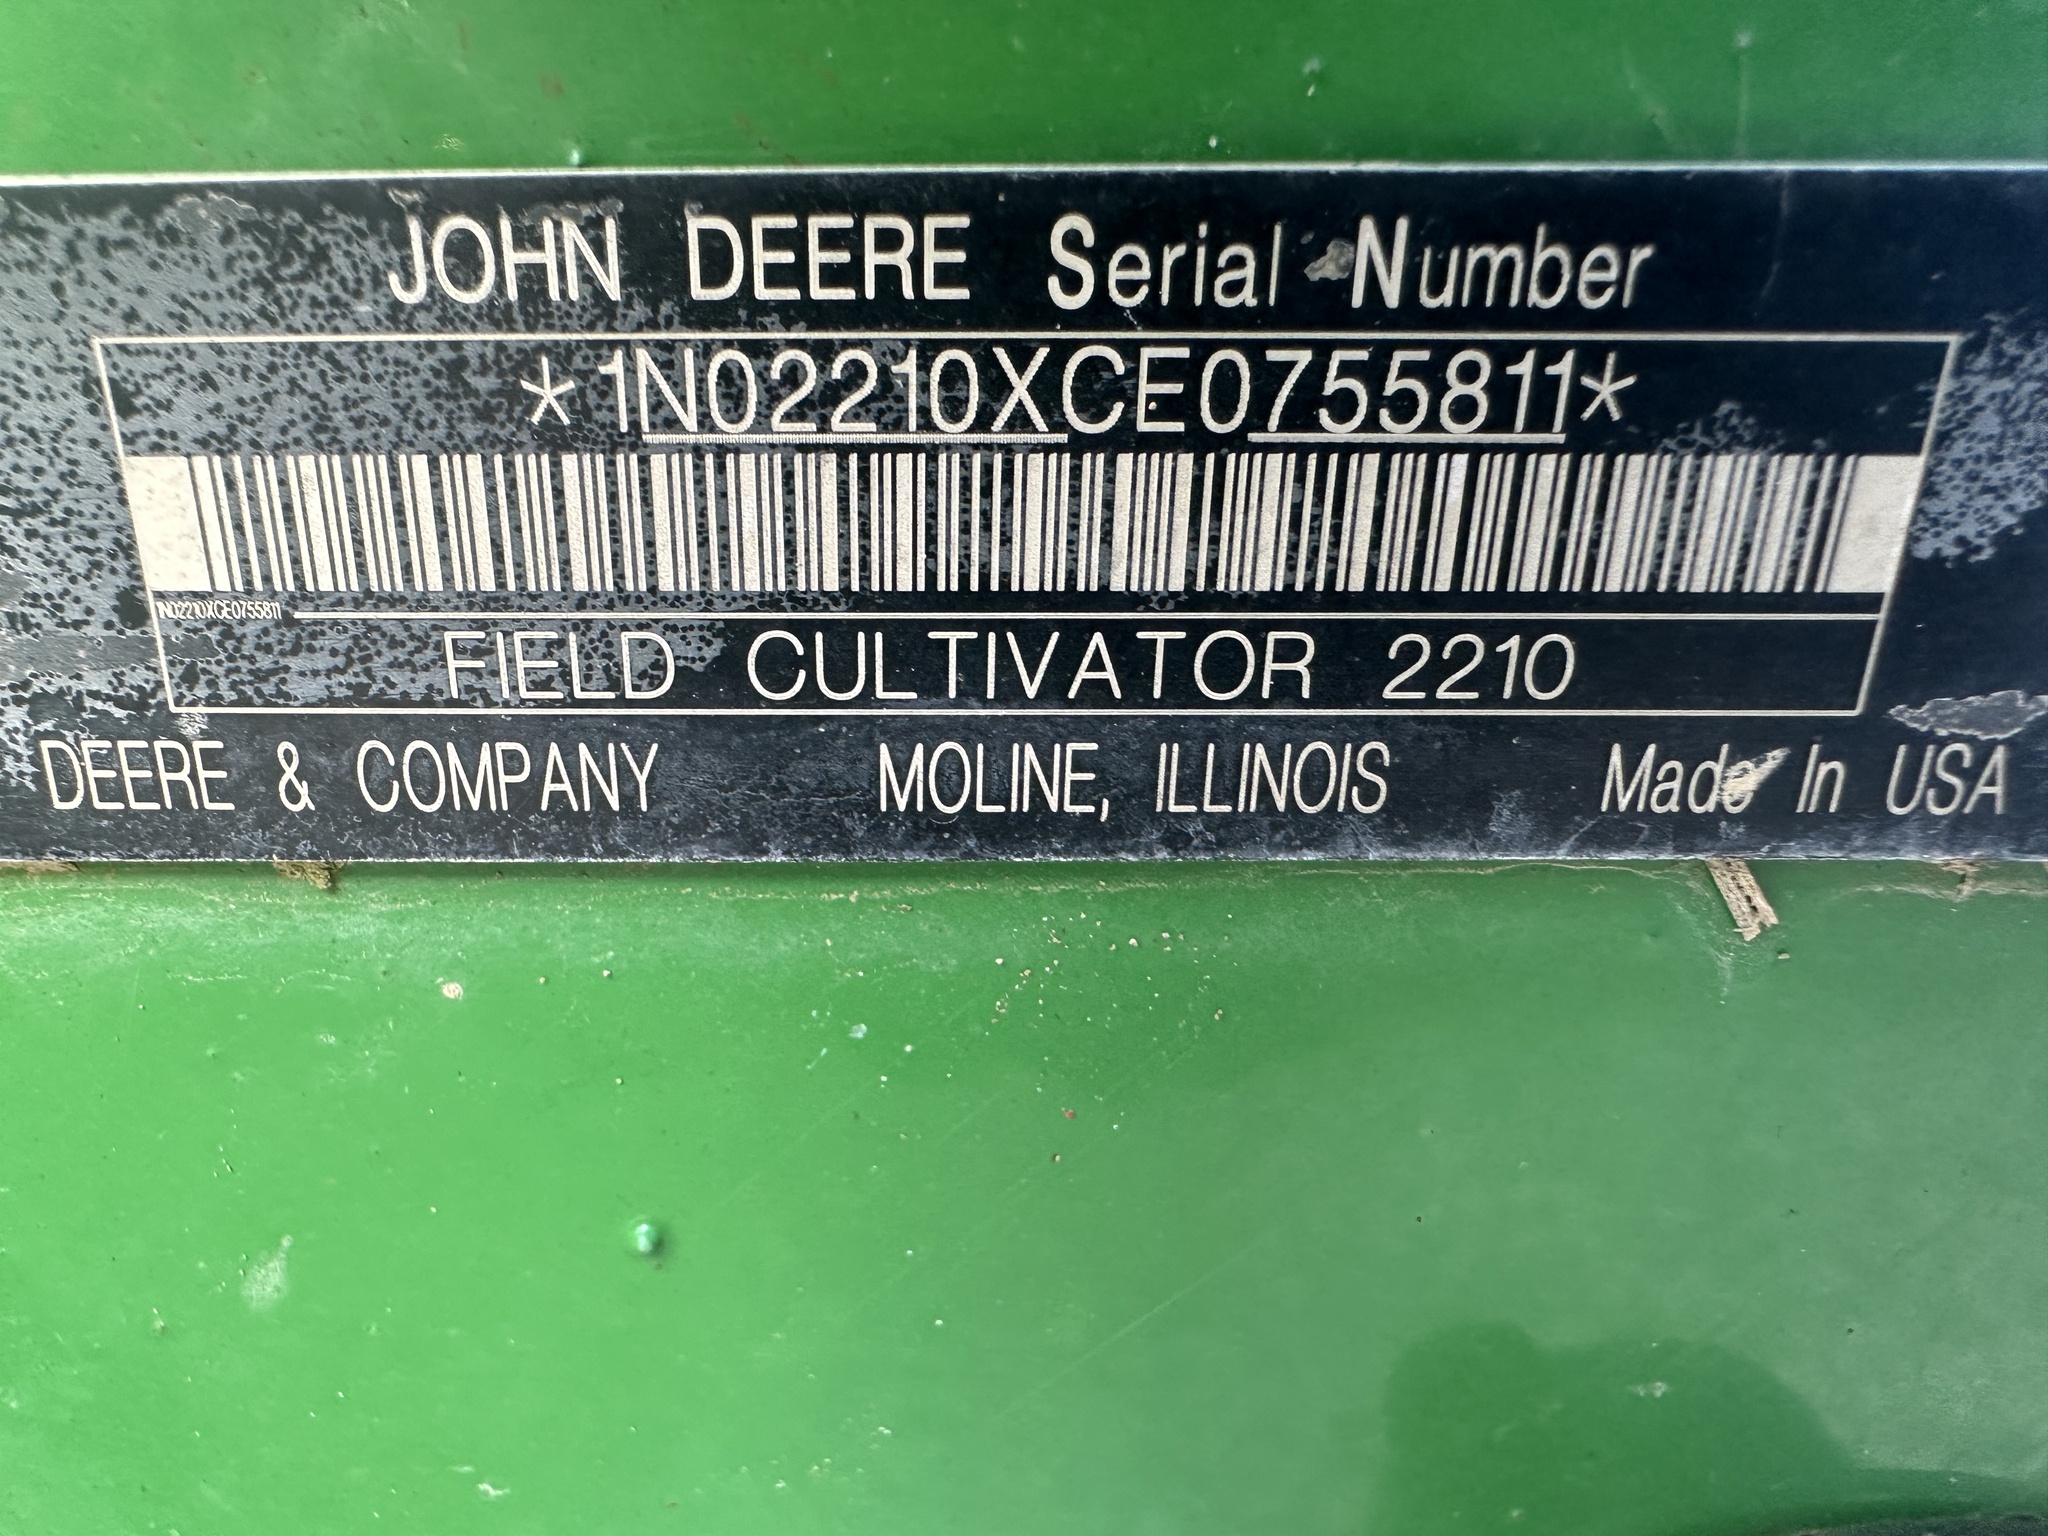 JOHN DEERE Serial Number
*1N02210XCE0755811*
1N02210XCE0755811
FIELD CULTIVATOR 2210
DEERE & COMPANY MOLINE, ILLINOIS Made In USA